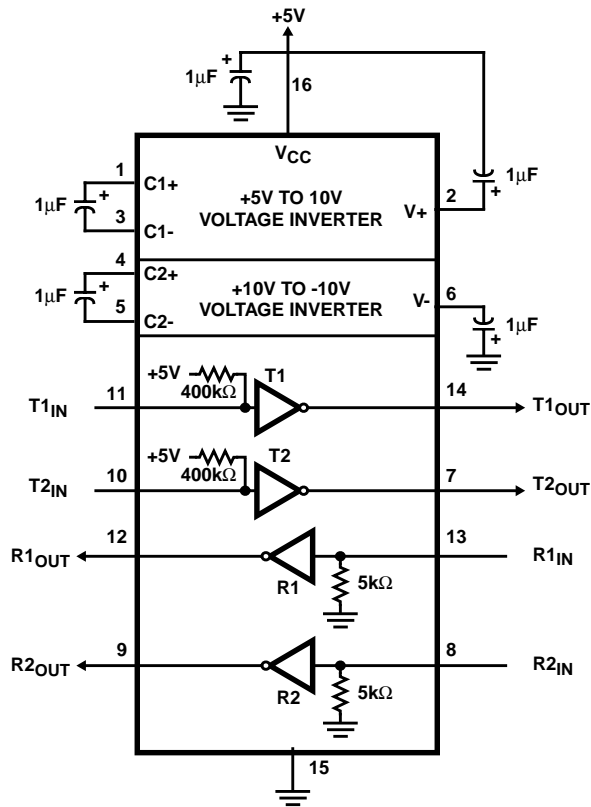 +5V
+
1µF
16
VCC
1
C1+
+
1µF
3
C1-
+5V TO 10V
VOLTAGE INVERTER
2
V+
1µF
+
4
C2+
+
1µF
5
C2-
+10V TO -10V
VOLTAGE INVERTER
V-
6
1µF
+
+5V
400kΩ
T1
T1IN
11
14
T1OUT
+5V
400kΩ
T2
T2IN
10
7
T2OUT
R1OUT
12
R1
13
R1IN
5kΩ
R2OUT
9
R2
8
R2IN
5kΩ
15